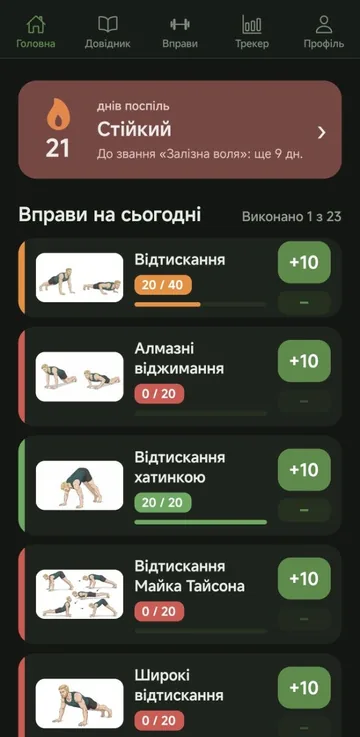 Головна
Довідник
Вправи
Трекер
Профіль
днів поспіль
Стійкий
21
До звання «Залізна воля»: ще 9 дн.
Вправи на сьогодні
Виконано 1 з 23
Відтискання
20 / 40
+10
–
Алмазні
віджимання
0 / 20
+10
–
Відтискання
хатинкою
20 / 20
+10
–
Відтискання
Майка Тайсона
0 / 20
+10
–
Широкі
відтискання
0 / 20
+10